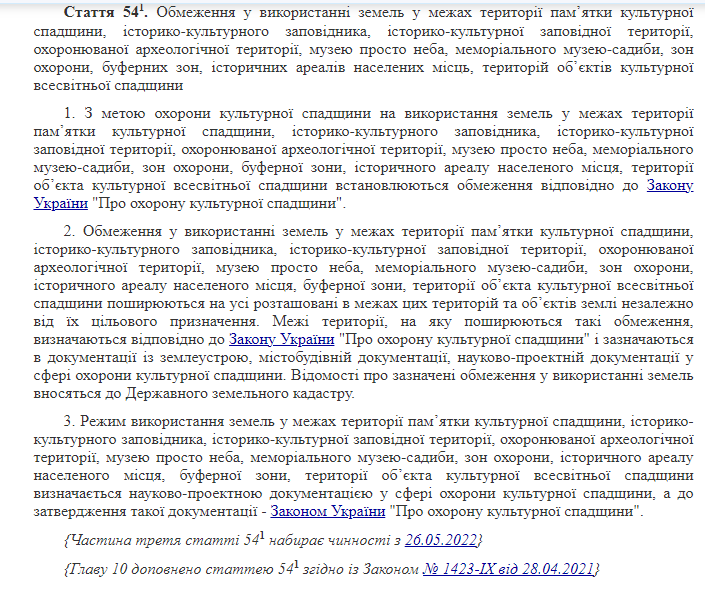 Стаття 54¹. Обмеження у використанні земель у межах території пам’ятки культурної
спадщини, історико-культурного заповідника, історико-культурної заповідної території,
охоронюваної археологічної території, музею просто неба, меморіального музею-садиби, зон
охорони, буферних зон, історичних ареалів населених місць, територій об’єктів культурної
всесвітньої спадщини
1. З метою охорони культурної спадщини на використання земель у межах території
пам’ятки культурної спадщини, історико-культурного заповідника, історико-культурної
заповідної території, охоронюваної археологічної території, музею просто неба, меморіального
музею-садиби, зон охорони, буферної зони, історичного ареалу населеного місця, території
об’єкта культурної всесвітньої спадщини встановлюються обмеження відповідно до Закону
України "Про охорону культурної спадщини".
2. Обмеження у використанні земель у межах території пам’ятки культурної спадщини,
історико-культурного заповідника, історико-культурної заповідної території, охоронюваної
археологічної території, музею просто неба, меморіального музею-садиби, зон охорони,
історичного ареалу населеного місця, буферної зони, території об’єкта культурної всесвітньої
спадщини поширюються на усі розташовані в межах цих територій та об’єктів землі незалежно
від їх цільового призначення. Межі території, на яку поширюються такі обмеження,
визначаються відповідно до Закону України "Про охорону культурної спадщини" і зазначаються
в документації із землеустрою, містобудівній документації, науково-проектній документації у
сфері охорони культурної спадщини. Відомості про зазначені обмеження у використанні земель
вносяться до Державного земельного кадастру.
3. Режим використання земель у межах території пам’ятки культурної спадщини, історико-
культурного заповідника, історико-культурної заповідної території, охоронюваної археологічної
території, музею просто неба, меморіального музею-садиби, зон охорони, історичного ареалу
населеного місця, буферної зони, території об’єкта культурної всесвітньої спадщини
визначається науково-проектною документацією у сфері охорони культурної спадщини, а до
затвердження такої документації - Законом України "Про охорону культурної спадщини".
{Частина третя статті 54¹ набирає чинності з 26.05.2022}
{Главу 10 доповнено статтею 54¹ згідно із Законом № 1423-IX від 28.04.2021}